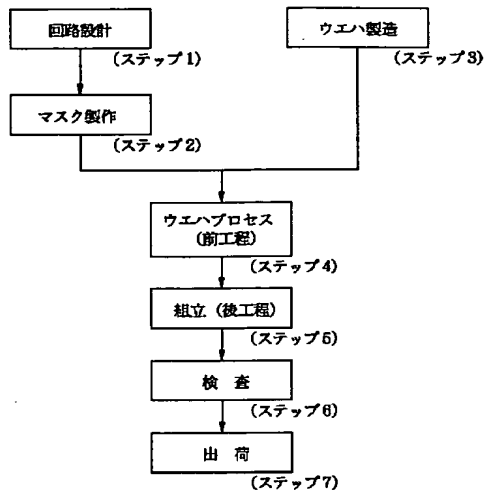 回路設計
(ステップ1)
ウエハ製造
(ステップ3)
マスク製作
(ステップ2)
ウエハプロセス
(前工程)
(ステップ4)
組立(後工程)
(ステップ5)
検 査
(ステップ6)
出 荷
(ステップ7)